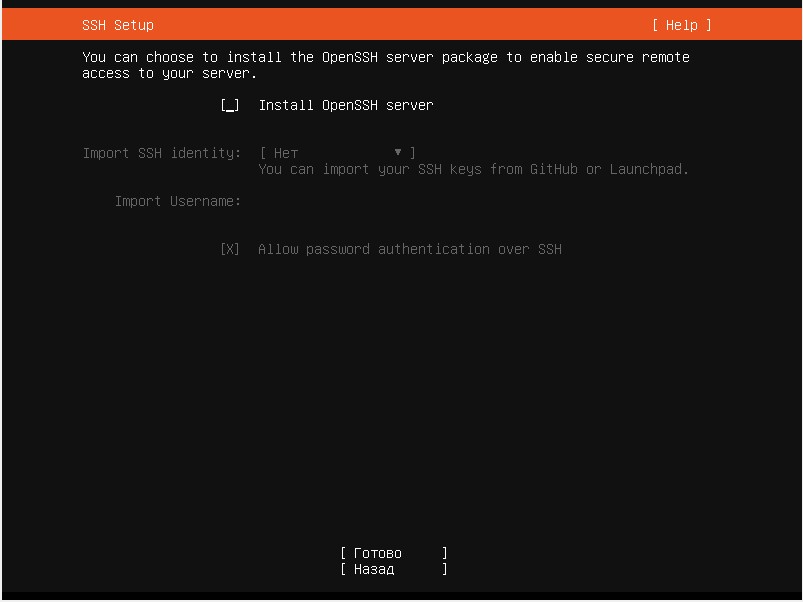 SSH Setup [ Help ]
You can choose to install the OpenSSH server package to enable secure remote
access to your server.
[_] Install OpenSSH server
Import SSH identity: [ Нет ▼ ]
You can import your SSH keys from GitHub or Launchpad.
Import Username:
[X] Allow password authentication over SSH
[ Готово ]
[ Назад ]